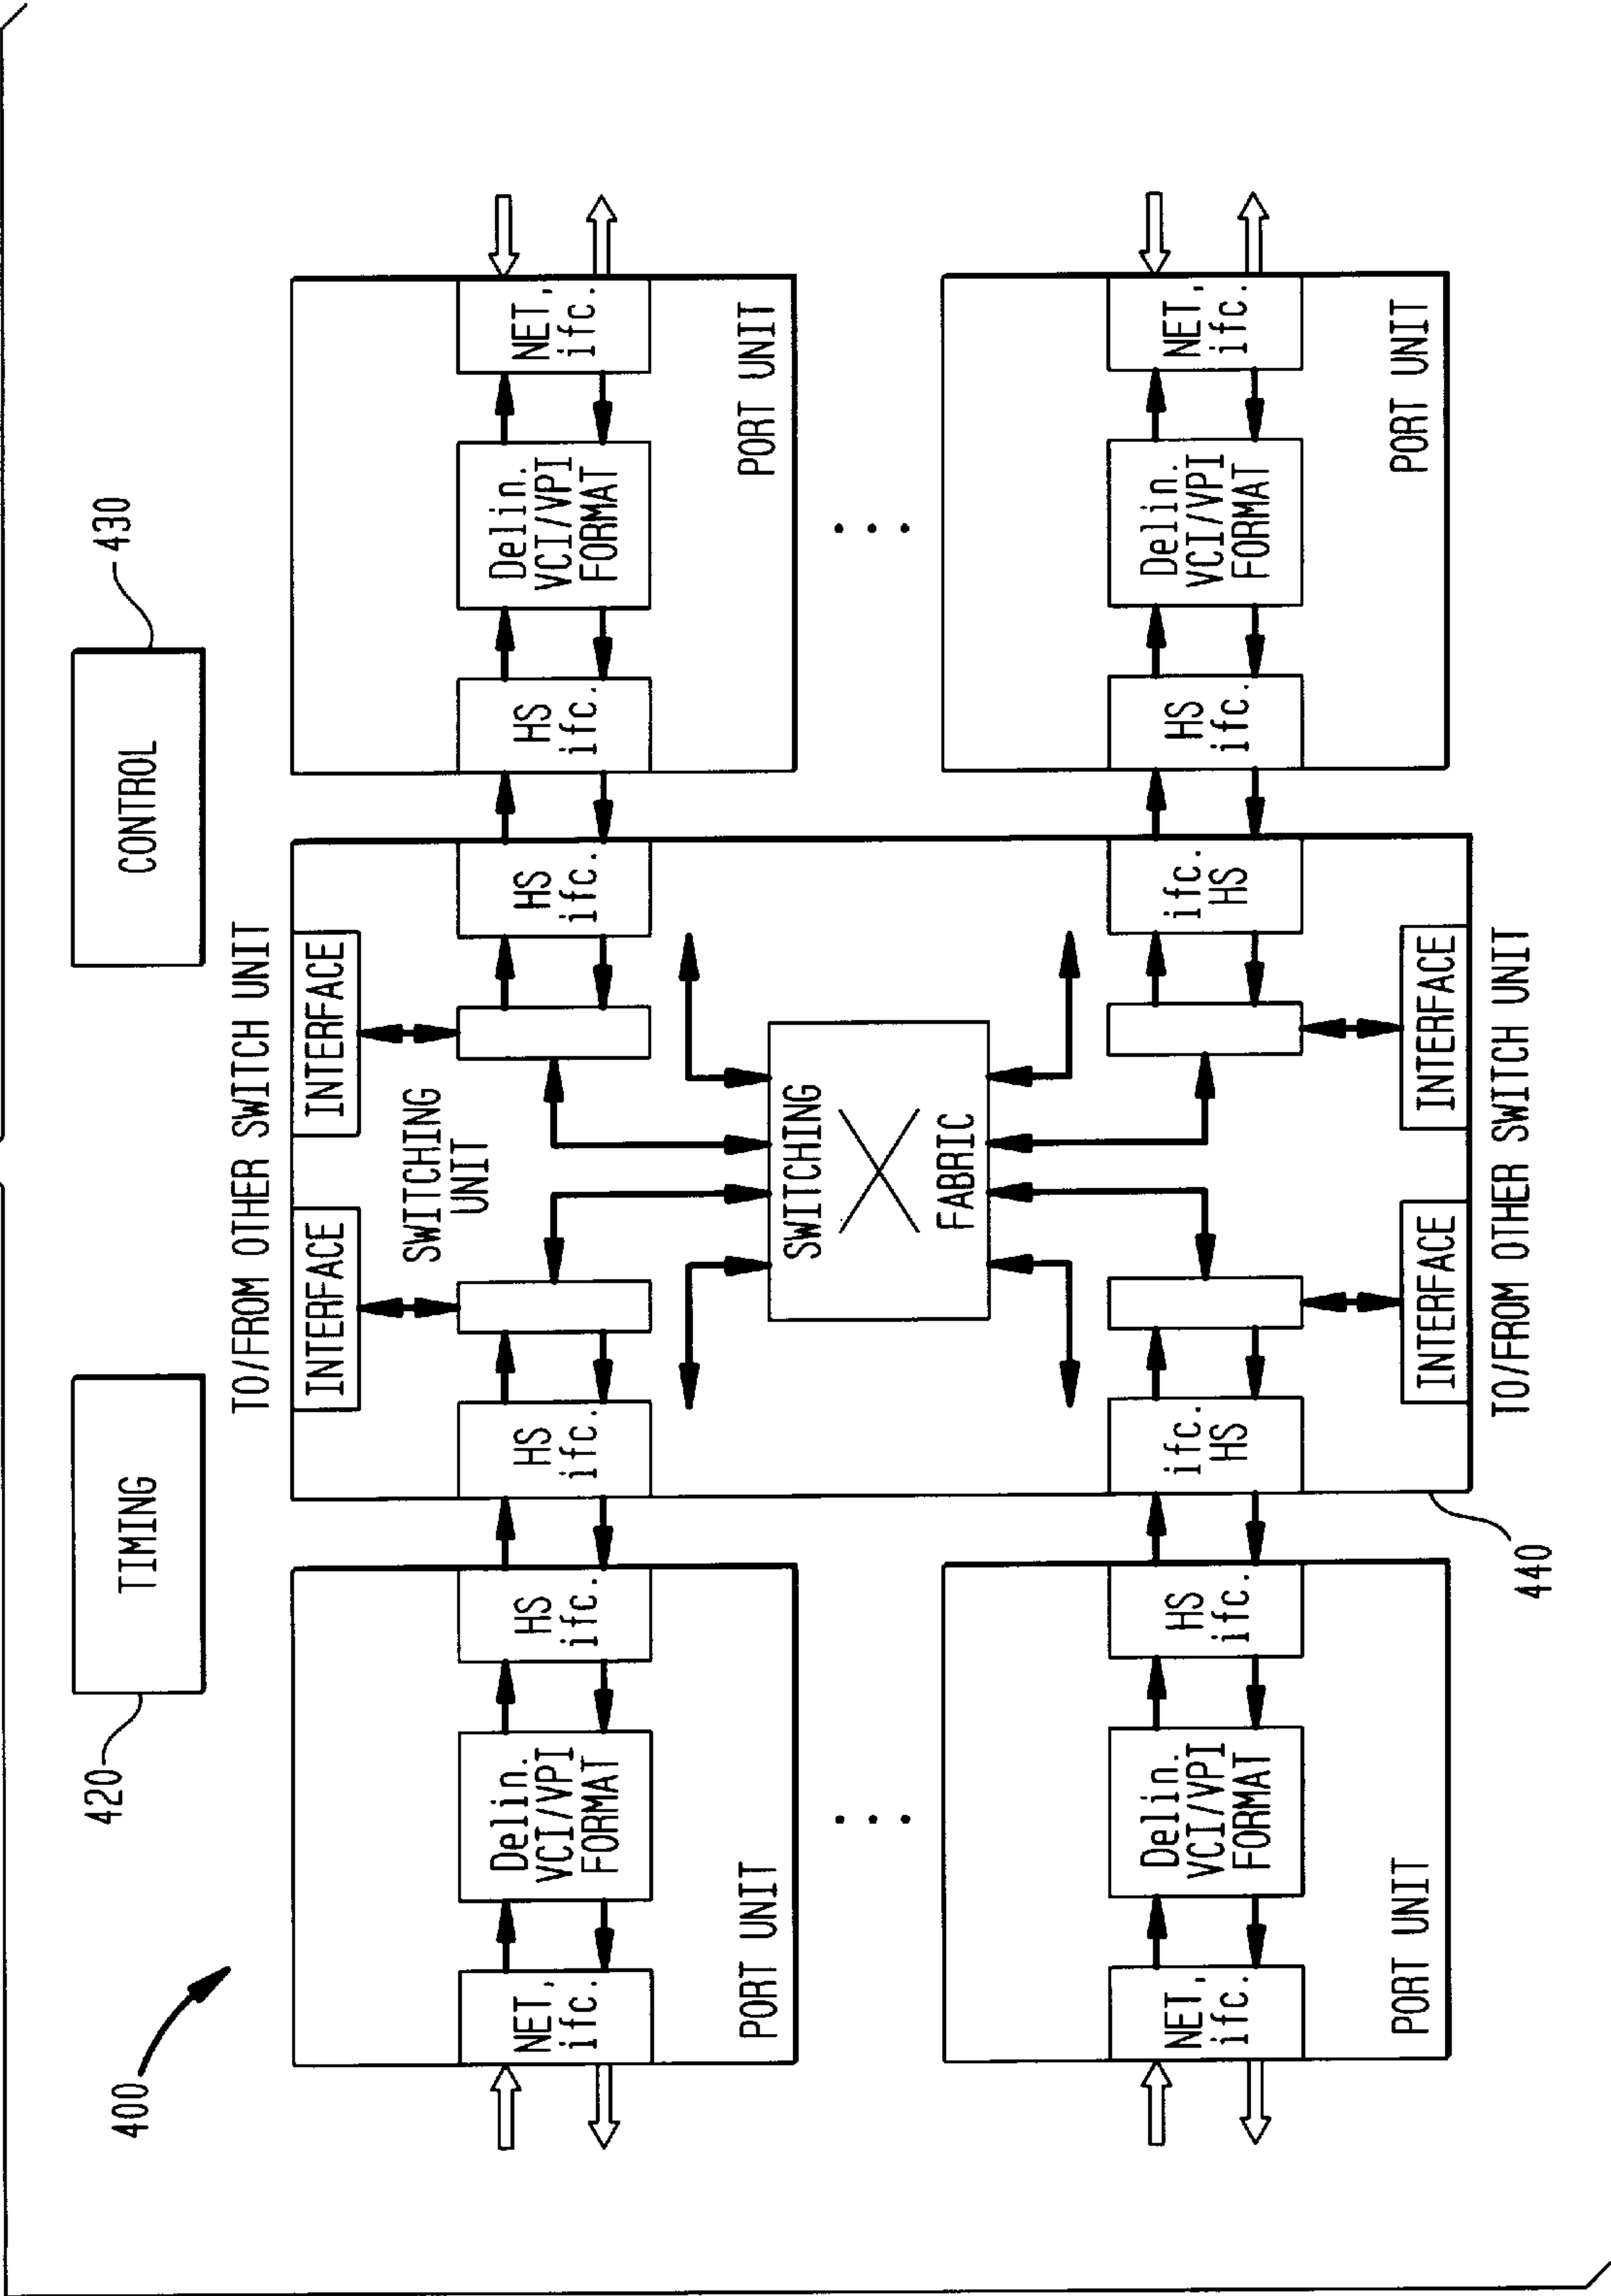 400
420
TIMING
CONTROL
430
TO/FROM OTHER SWITCH UNIT
INTERFACE
INTERFACE
SWITCHING
UNIT
NET,
ifc.
Delin.
VCI/VPI
FORMAT
HS
ifc.
PORT UNIT
HS
ifc.
HS
ifc.
HS
ifc.
Delin.
VCI/VPI
FORMAT
NET,
ifc.
PORT UNIT
SWITCHING
FABRIC
NET,
ifc.
Delin.
VCI/VPI
FORMAT
HS
ifc.
PORT UNIT
ifc.
HS
ifc.
HS
HS
ifc.
Delin.
VCI/VPI
FORMAT
NET,
ifc.
PORT UNIT
INTERFACE
INTERFACE
TO/FROM OTHER SWITCH UNIT
440